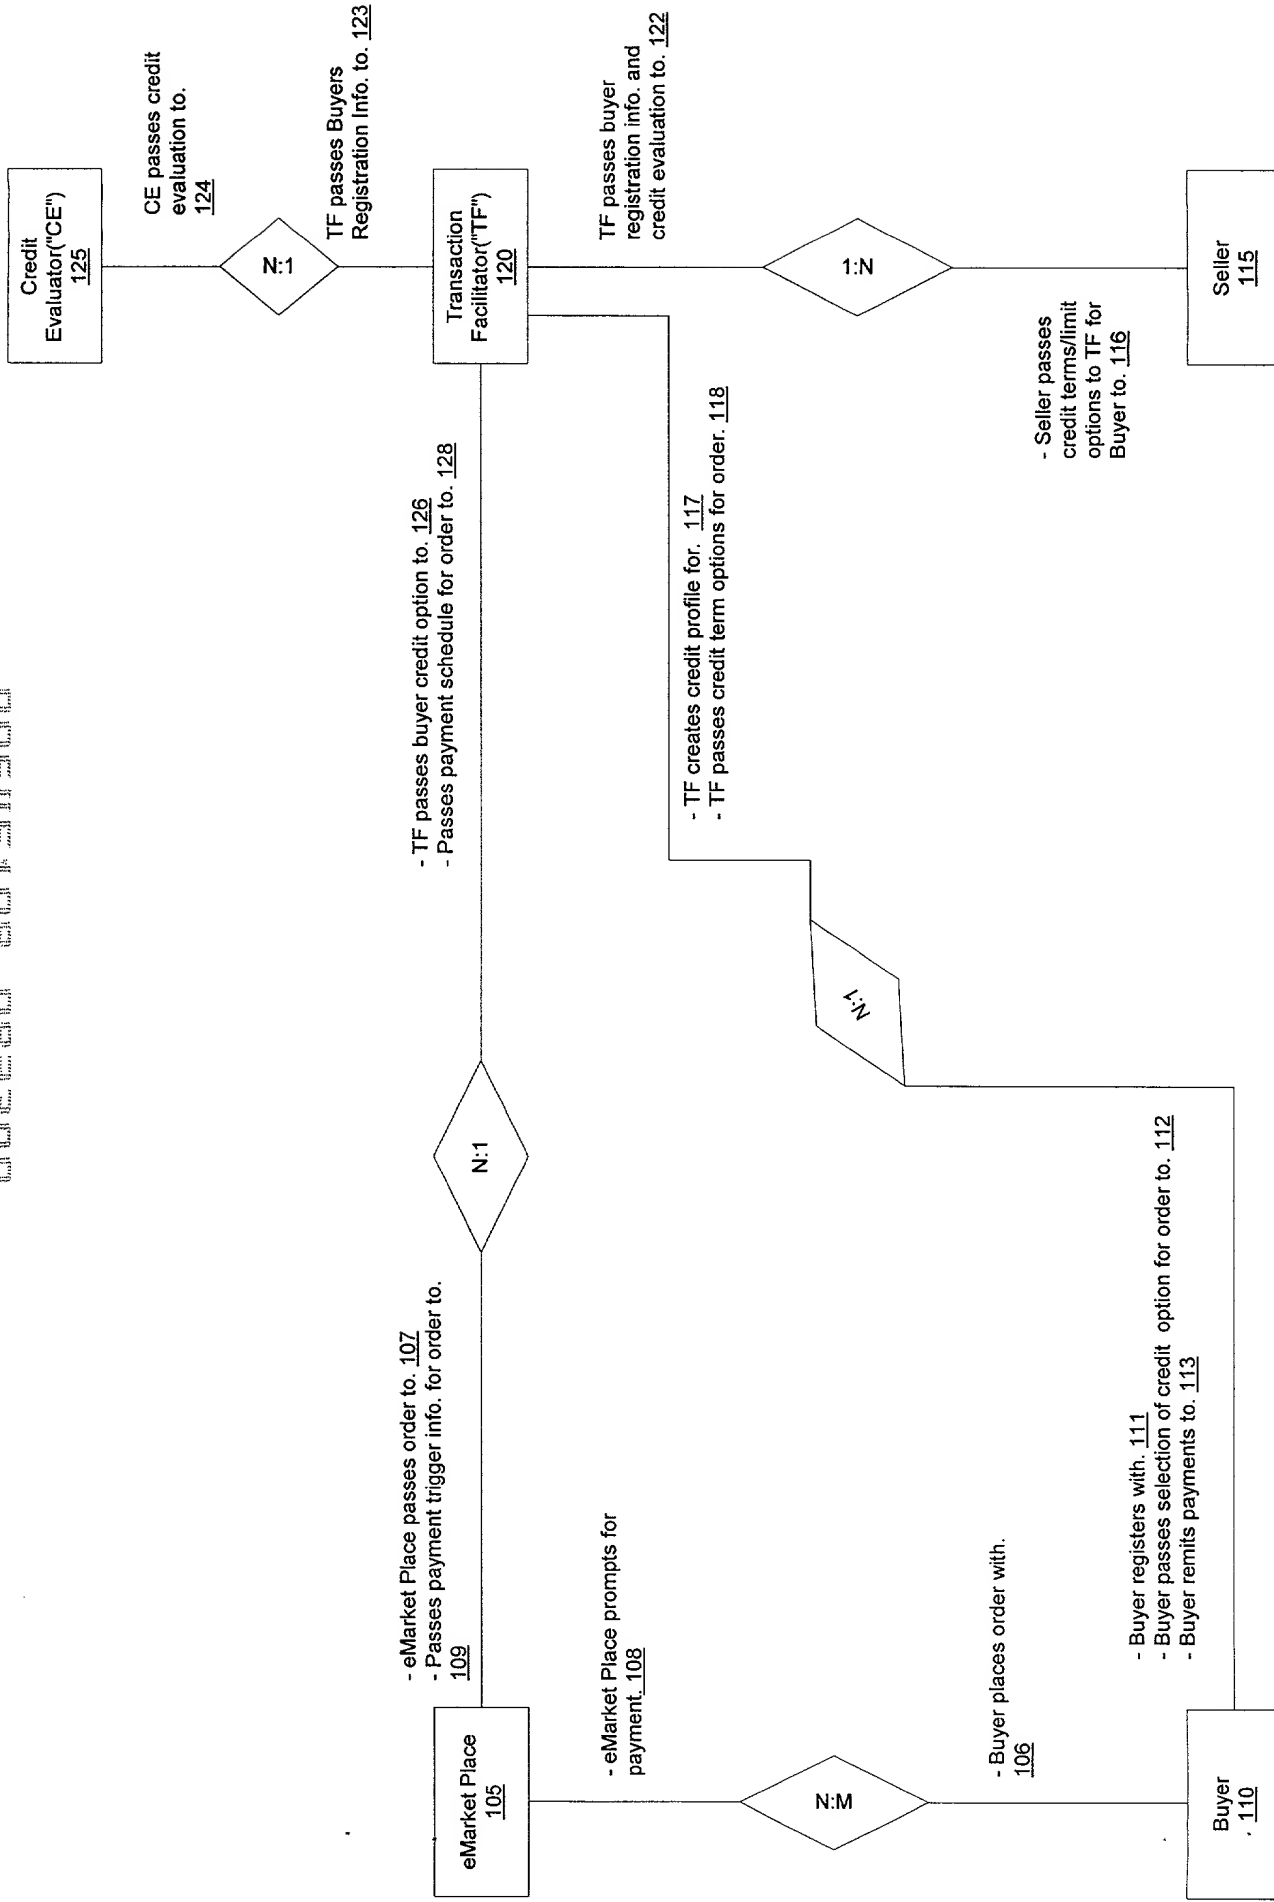 Credit
Evaluator("CE")
125
CE passes credit
evaluation to.
124
N:1
TF passes Buyers
Registration Info. to. 123
eMarket Place
105
- eMarket Place passes order to. 107
- Passes payment trigger info. for order to.
109
N:1
- TF passes buyer credit option to. 126
- Passes payment schedule for order to. 128
Transaction
Facilitator("TF")
120
- eMarket Place prompts for
payment. 108
N:M
- Buyer places order with.
106
- TF creates credit profile for. 117
- TF passes credit term options for order. 118
N:1
TF passes buyer
registration info. and
credit evaluation to. 122
1:N
- Seller passes
credit terms/limit
options to TF for
Buyer to. 116
- Buyer registers with. 111
- Buyer passes selection of credit option for order to. 112
- Buyer remits payments to. 113
Buyer
110
Seller
115